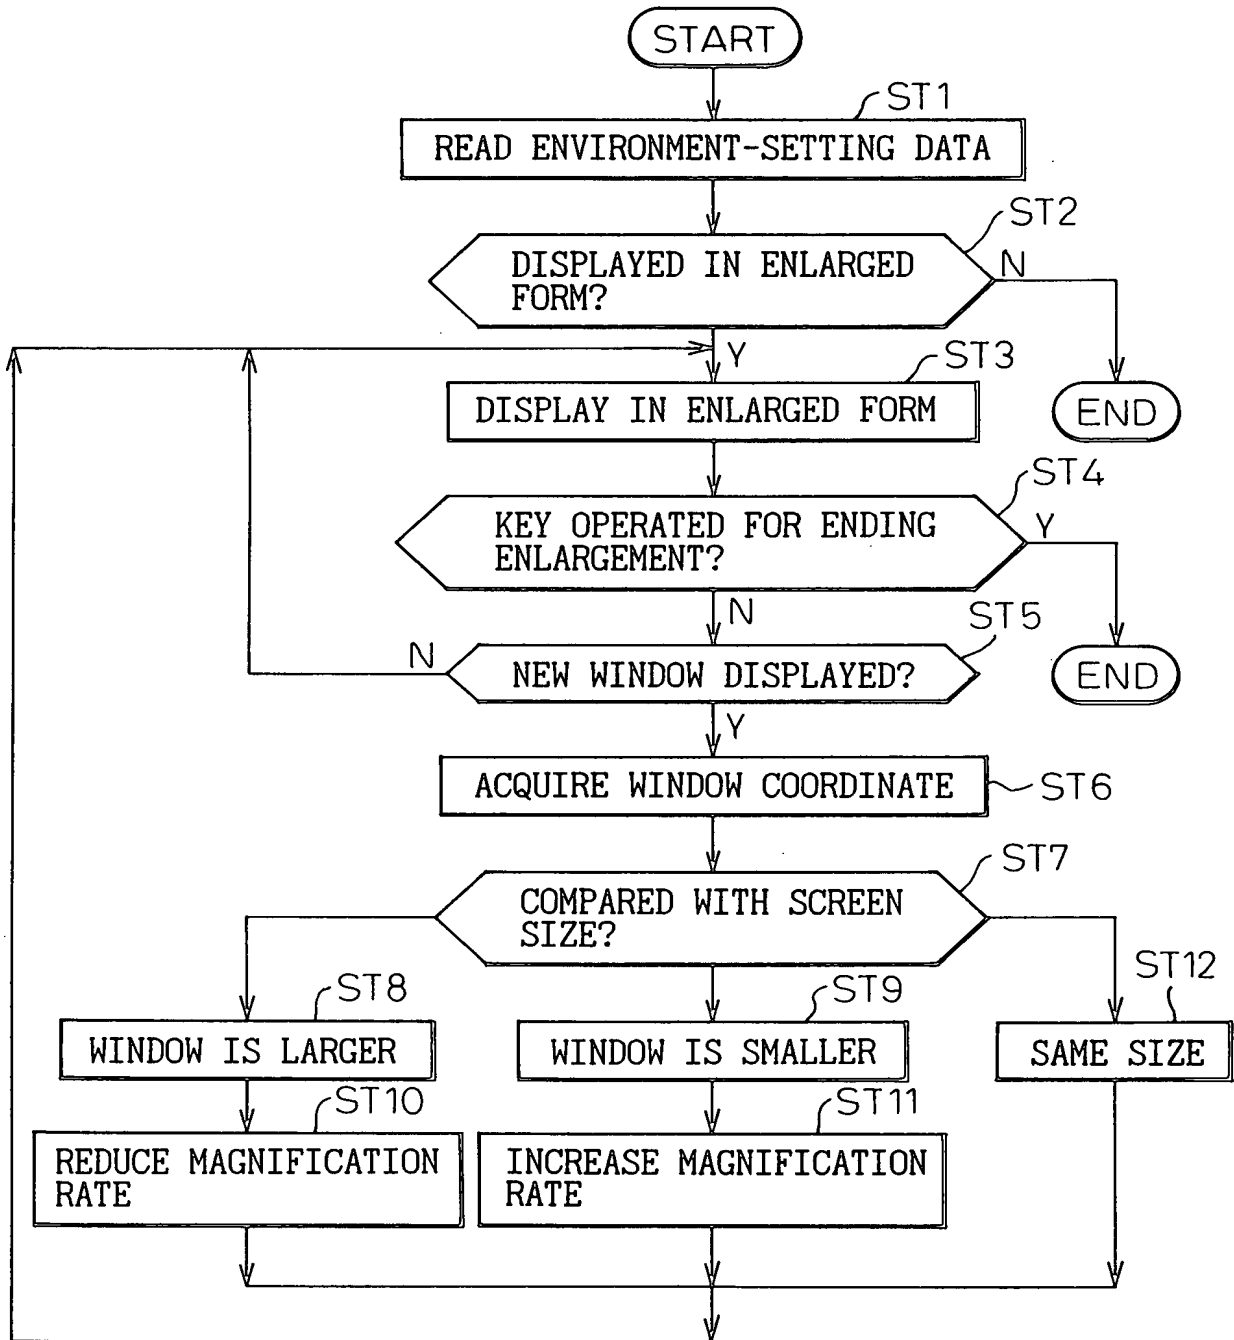 START
ST1
READ ENVIRONMENT-SETTING DATA
ST2
DISPLAYED IN ENLARGED
FORM?
N
Y
ST3
DISPLAY IN ENLARGED FORM
END
ST4
KEY OPERATED FOR ENDING
ENLARGEMENT?
Y
N
ST5
N
NEW WINDOW DISPLAYED?
END
Y
ACQUIRE WINDOW COORDINATE
ST6
ST7
COMPARED WITH SCREEN
SIZE?
ST8
ST9
ST12
WINDOW IS LARGER
WINDOW IS SMALLER
SAME SIZE
ST10
ST11
REDUCE MAGNIFICATION
RATE
INCREASE MAGNIFICATION
RATE